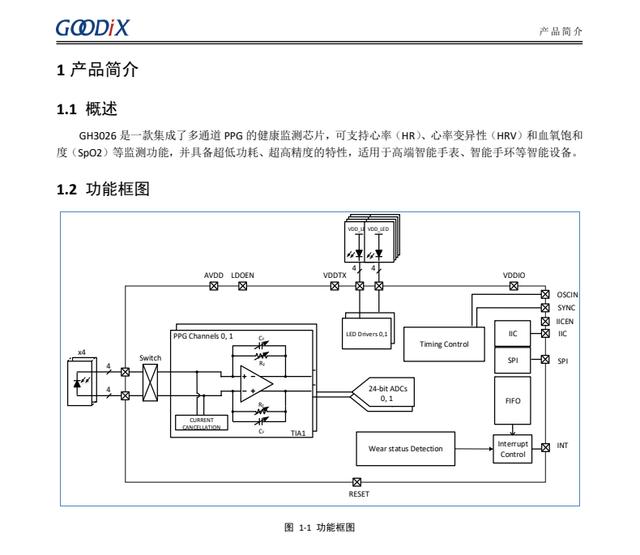 GOODiX
产品简介
1 产品简介
1.1 概述
GH3026 是一款集成了多通道 PPG 的健康监测芯片，可支持心率（HR）、心率变异性（HRV）和血氧饱和
度（SpO2）等监测功能，并具备超低功耗、超高精度的特性，适用于高端智能手表、智能手环等智能设备。
1.2 功能框图
VDD_LED
4
4
AVDD
LDOEN
VDDTX
VDDIO
OSCIN
SYNC
IICEN
IIC
SPI
INT
PPG Channels 0, 1
LED Drivers 0,1
Timing Control
IIC
SPI
FIFO
x4
4
4
Switch
CF
RF
RF
CF
CURRENT
CANCELLATION
TIA1
24-bit ADCs
0, 1
Wear status Detection
Interrupt
Control
RESET
图 1-1 功能框图